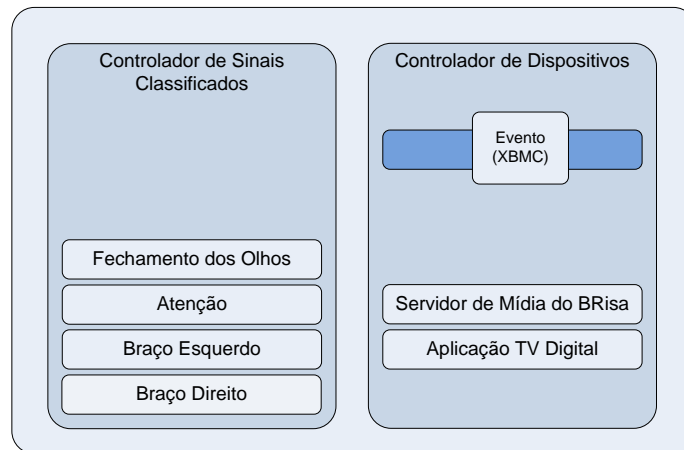 Controlador de Sinais
Classificados
Fechamento dos Olhos
Atenção
Braço Esquerdo
Braço Direito
Controlador de Dispositivos
Evento
(XBMC)
Servidor de Mídia do BRisa
Aplicação TV Digital